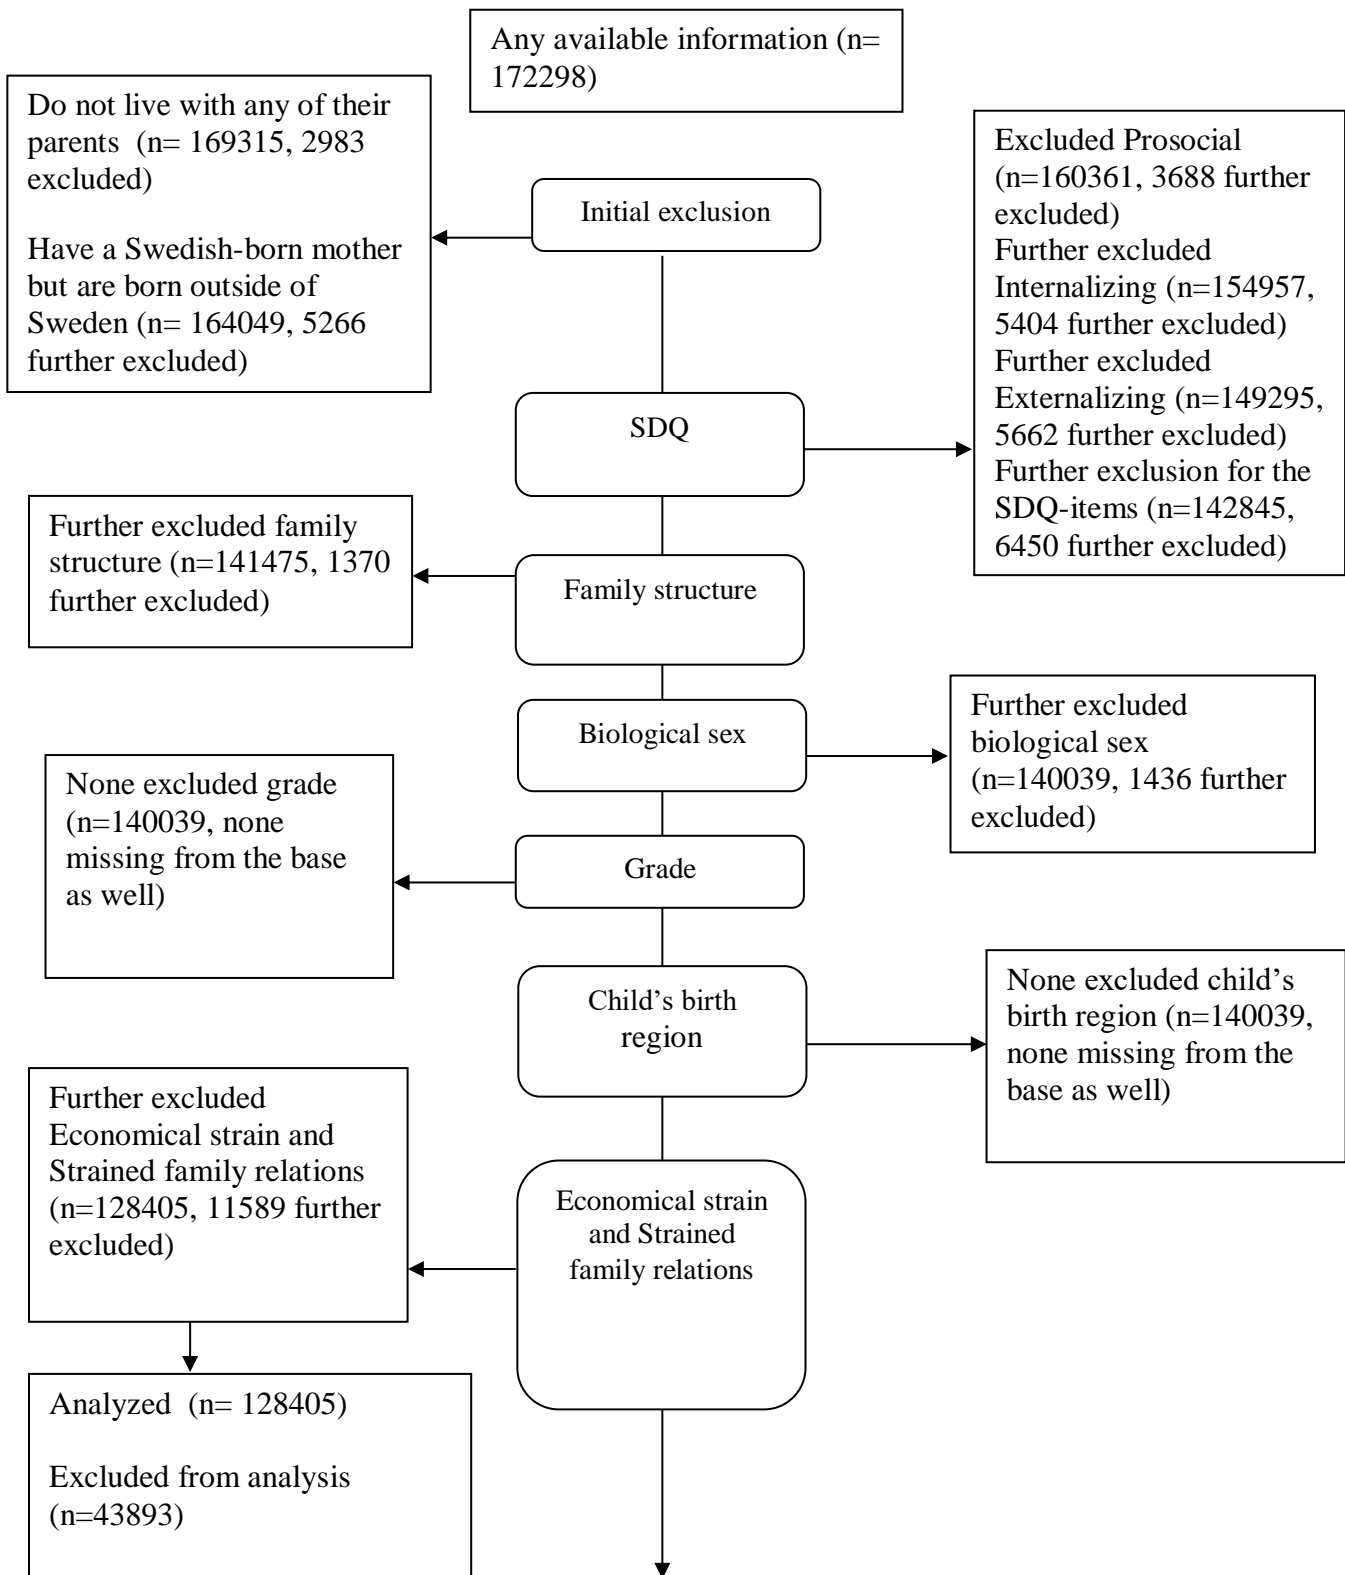 Any available information (n=
172298)
Do not live with any of their
parents  (n= 169315, 2983
excluded)
Have a Swedish-born mother
but are born outside of
Sweden (n= 164049, 5266
further excluded)
Initial exclusion
Excluded Prosocial
(n=160361, 3688 further
excluded)
Further excluded
Internalizing (n=154957,
5404 further excluded)
Further excluded
Externalizing (n=149295,
5662 further excluded)
Further exclusion for the
SDQ-items (n=142845,
6450 further excluded)
SDQ
Further excluded family
structure (n=141475, 1370
further excluded)
Family structure
Biological sex
Further excluded
biological sex
(n=140039, 1436 further
excluded)
None excluded grade
(n=140039, none
missing from the base
as well)
Grade
Child’s birth
region
None excluded child’s
birth region (n=140039,
none missing from the
base as well)
Further excluded
Economical strain and
Strained family relations
(n=128405, 11589 further
excluded)
Economical strain
and Strained
family relations
Analyzed  (n= 128405)
Excluded from analysis
(n=43893)